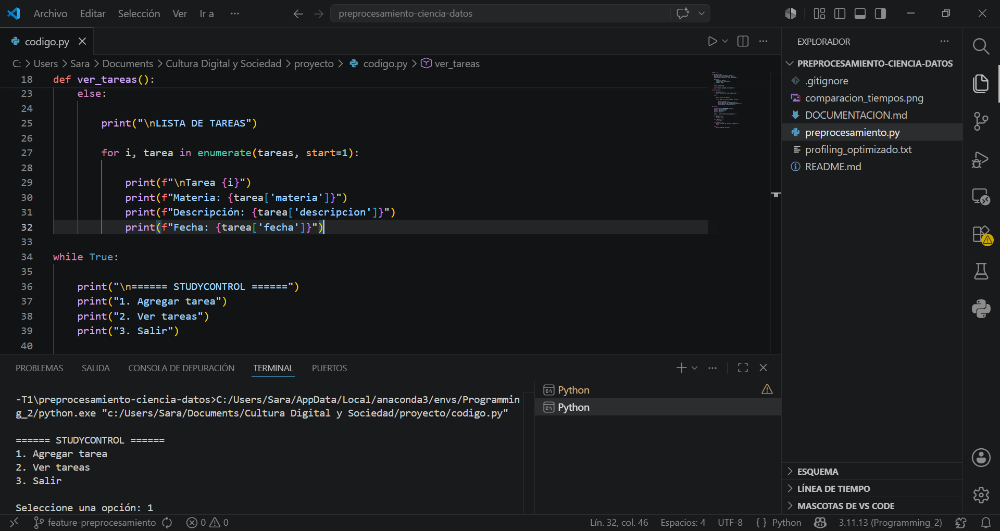 Archivo Editar Selección Ver Ir a ··· preprocesamiento-ciencia-datos
codigo.py
C: > Users > Sara > Documents > Cultura Digital y Sociedad > proyecto > codigo.py > ver_tareas
18 def ver_tareas():
23 else:
24
25 print("\nLISTA DE TAREAS")
26
27 for i, tarea in enumerate(tareas, start=1):
28
29 print(f"\nTarea {i}")
30 print(f"Materia: {tarea['materia']}")
31 print(f"Descripción: {tarea['descripcion']}")
32 print(f"Fecha: {tarea['fecha']}")
33
34 while True:
35
36 print("\n====== STUDYCONTROL ======")
37 print("1. Agregar tarea")
38 print("2. Ver tareas")
39 print("3. Salir")
40
EXPLORADOR ···
PREPROCESAMIENTO-CIENCIA-DATOS
.gitignore
comparacion_tiempos.png
DOCUMENTACION.md
preprocesamiento.py
profiling_optimizado.txt
README.md
ESQUEMA
LÍNEA DE TIEMPO
MASCOTAS DE VS CODE
PROBLEMAS SALIDA CONSOLA DE DEPURACIÓN TERMINAL PUERTOS
-T1\preprocesamiento-ciencia-datos>C:/Users/Sara/AppData/Local/anaconda3/envs/Programmin
g_2/python.exe "c:/Users/Sara/Documents/Cultura Digital y Sociedad/proyecto/codigo.py"
====== STUDYCONTROL ======
1. Agregar tarea
2. Ver tareas
3. Salir
Seleccione una opción: 1
Python
Python
feature-preprocesamiento 0 0 Lín. 32, col. 46 Espacios: 4 UTF-8 { } Python 3.11.13 (Programming_2)